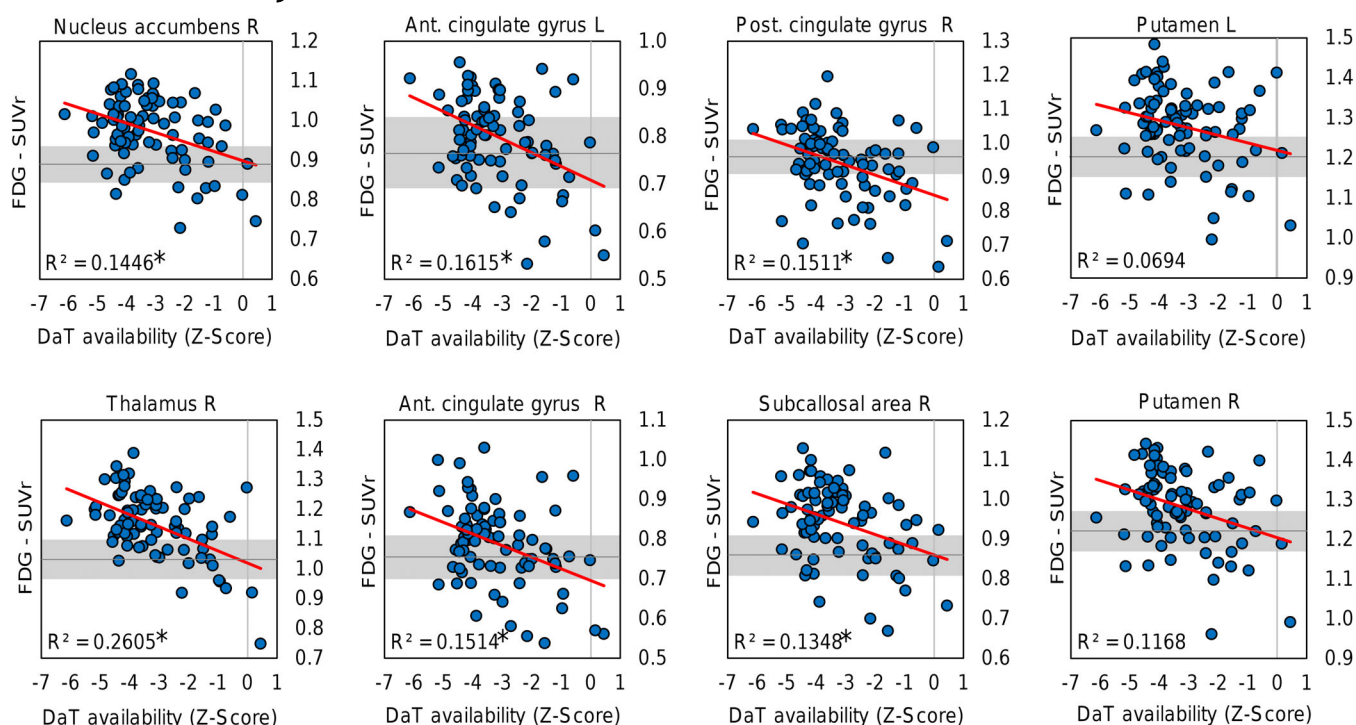 Nucleus accumbens R
Ant. cingulate gyrus L
Post. cingulate gyrus R
Putamen L
1.2
1.1
1.0
0.9
0.8
0.7
0.6
1.0
0.9
0.8
0.7
0.6
0.5
1.3
1.2
1.1
1.0
0.9
0.8
0.7
0.6
1.5
1.4
1.3
1.2
1.1
1.0
0.9
FDG - SUVr
FDG - SUVr
FDG - SUVr
FDG - SUVr
R² = 0.1446*
R² = 0.1615*
R² = 0.1511*
R² = 0.0694
-7 -6 -5 -4 -3 -2 -1 0 1
-7 -6 -5 -4 -3 -2 -1 0 1
-7 -6 -5 -4 -3 -2 -1 0 1
-7 -6 -5 -4 -3 -2 -1 0 1
DaT availability (Z-Score)
DaT availability (Z-Score)
DaT availability (Z-Score)
DaT availability (Z-Score)
Thalamus R
Ant. cingulate gyrus R
Subcallosal area R
Putamen R
1.5
1.4
1.3
1.2
1.1
1.0
0.9
0.8
0.7
1.1
1.0
0.9
0.8
0.7
0.6
0.5
1.2
1.1
1.0
0.9
0.8
0.7
0.6
1.5
1.4
1.3
1.2
1.1
1.0
0.9
FDG - SUVr
FDG - SUVr
FDG - SUVr
FDG - SUVr
R² = 0.2605*
R² = 0.1514*
R² = 0.1348*
R² = 0.1168
-7 -6 -5 -4 -3 -2 -1 0 1
-7 -6 -5 -4 -3 -2 -1 0 1
-7 -6 -5 -4 -3 -2 -1 0 1
-7 -6 -5 -4 -3 -2 -1 0 1
DaT availability (Z-Score)
DaT availability (Z-Score)
DaT availability (Z-Score)
DaT availability (Z-Score)